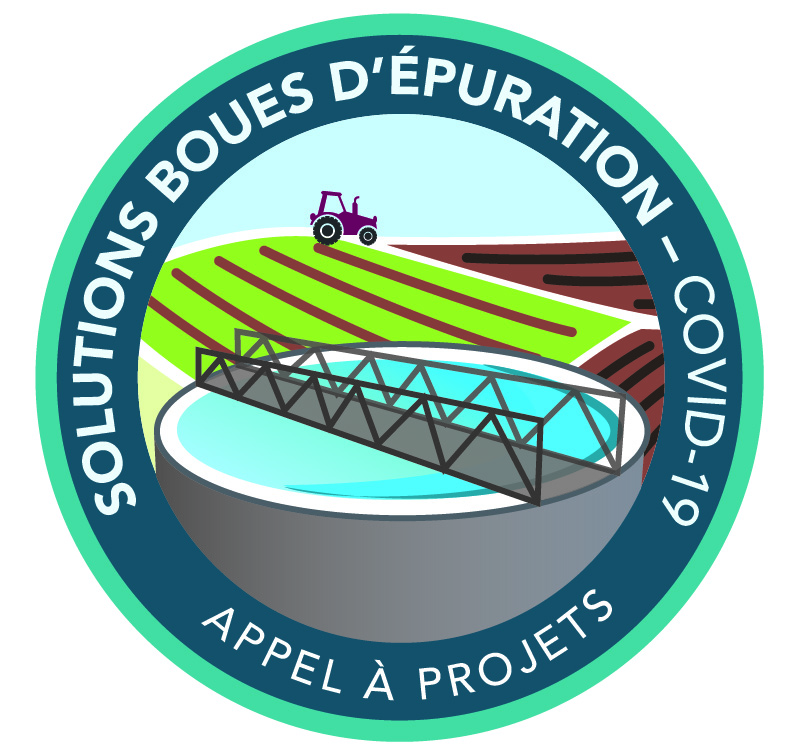 SOLUTIONS BOUES D'ÉPURATION – COVID-19
APPEL À PROJETS